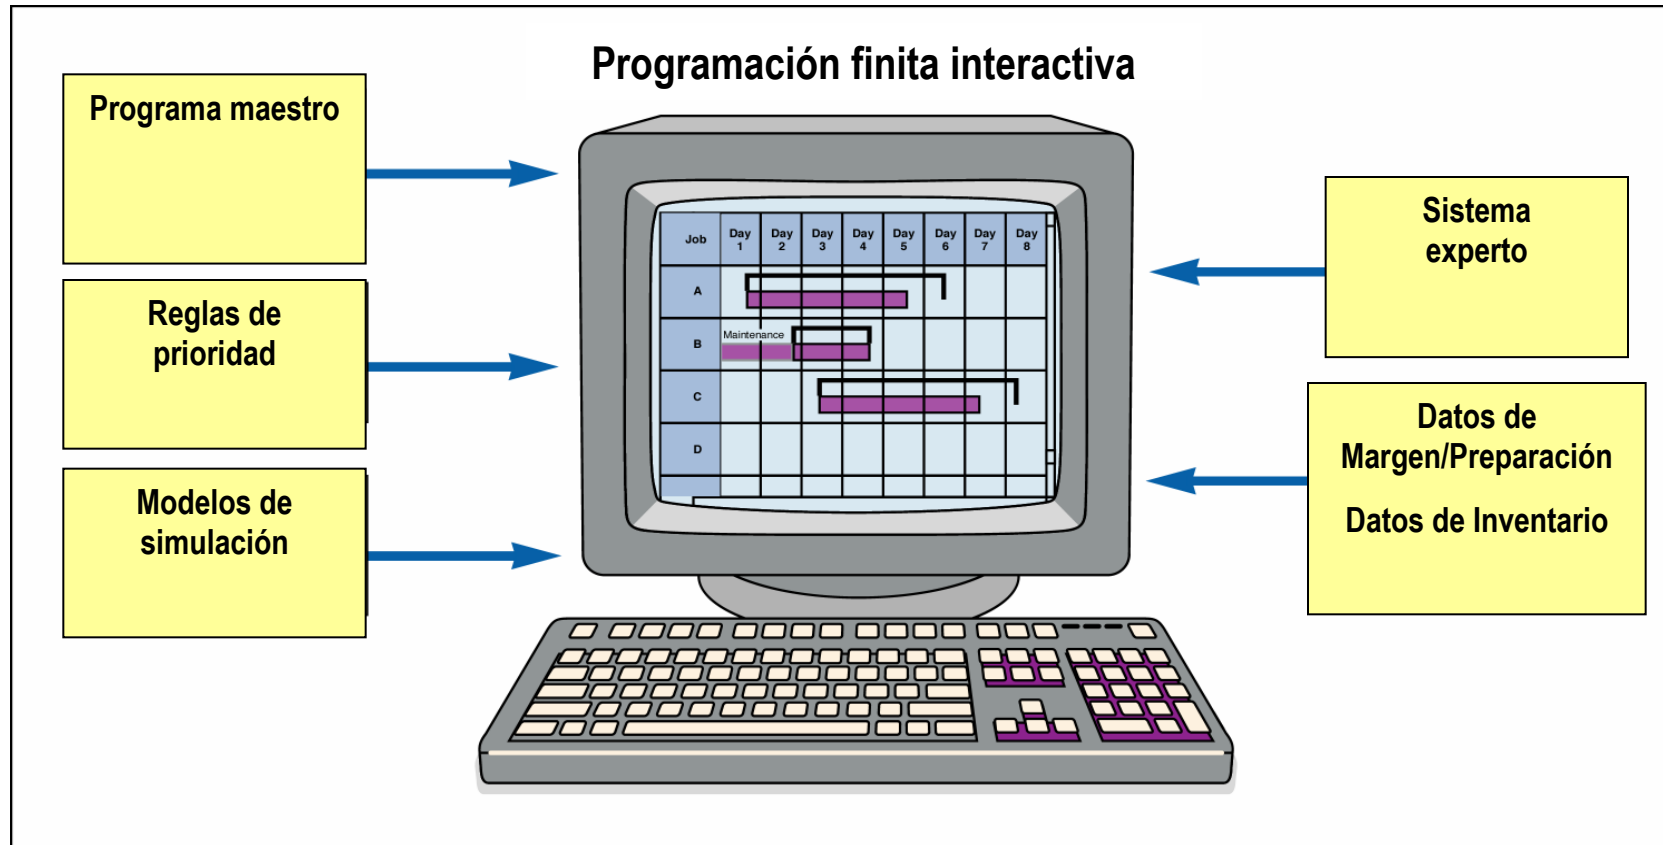 Programación finita interactiva
Programa maestro
Reglas de
prioridad
Modelos de
simulación
Job Day 1 Day 2 Day 3 Day 4 Day 5 Day 6 Day 7 Day 8
A
Maintenance
B
C
D
Sistema
experto
Datos de
Margen/Preparación
Datos de Inventario